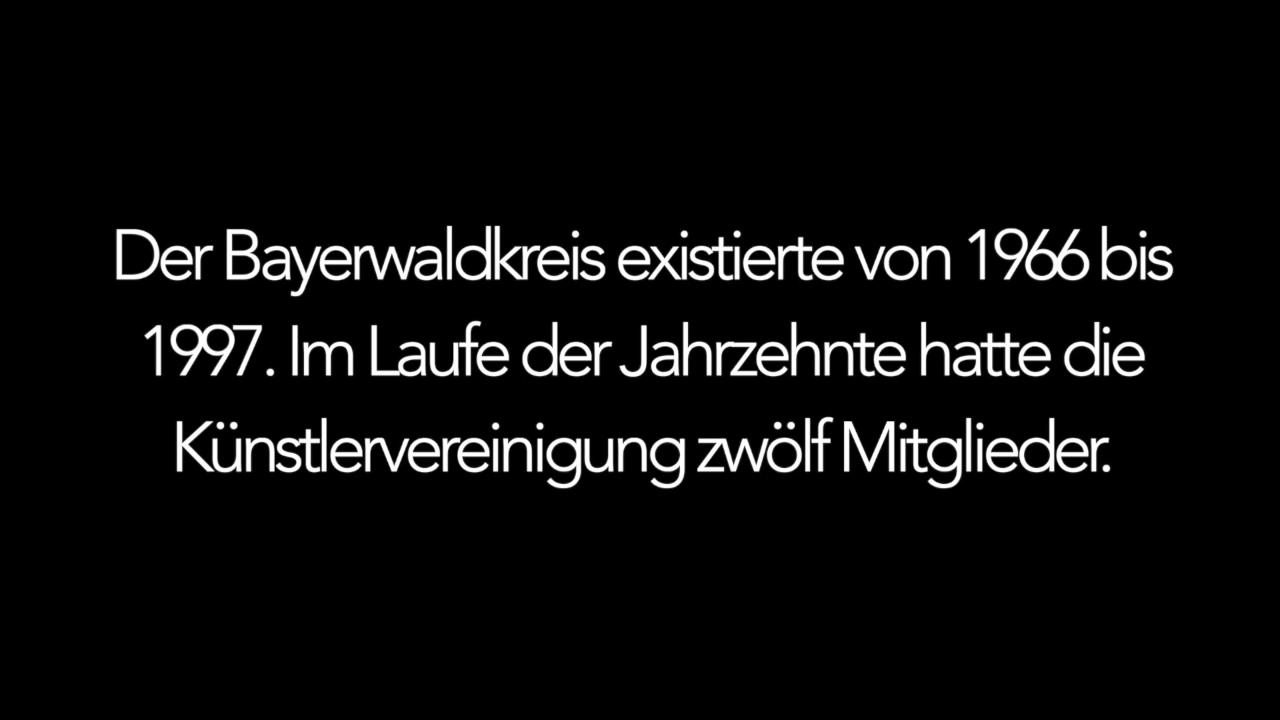 Der Bayerwaldkreis existierte von 1966 bis
1997. Im Laufe der Jahrzehnte hatte die
Künstlervereinigung zwölf Mitglieder.